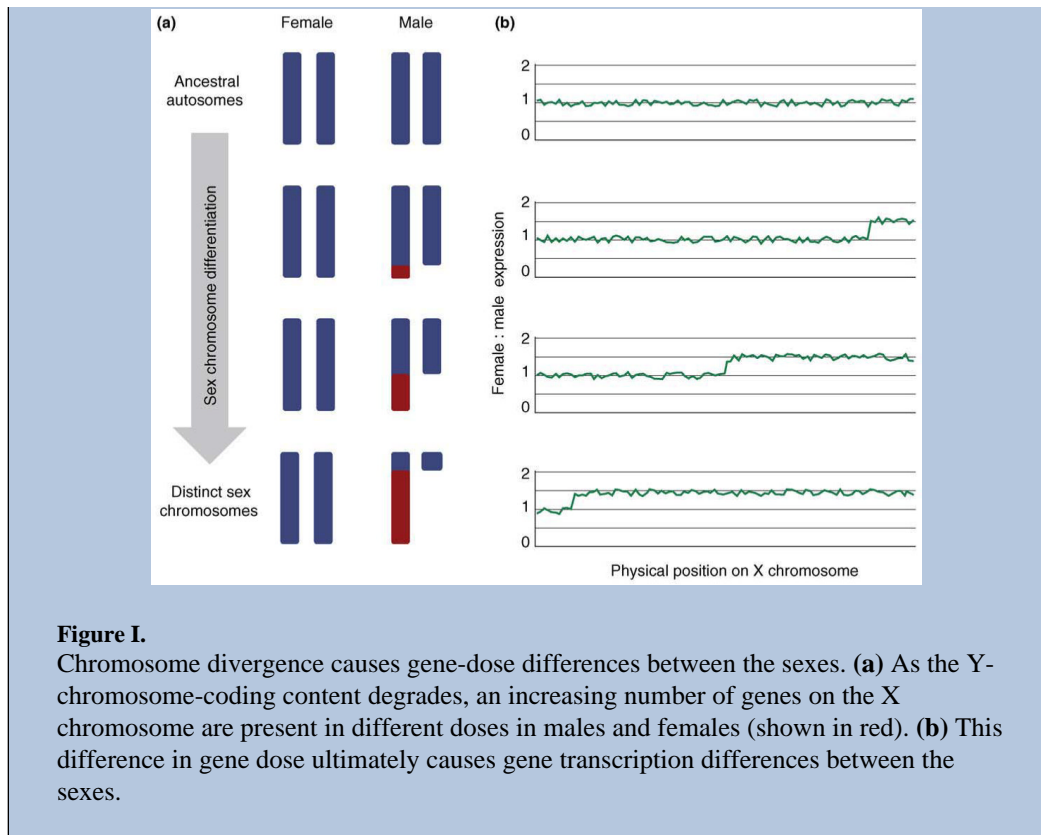 (a)
Female
Male
(b)
Ancestral
autosomes
Sex chromosome differentiation
Distinct sex
chromosomes
Female : male expression
2
1
0
2
1
0
2
1
0
2
1
0
Physical position on X chromosome
Figure I.
Chromosome divergence causes gene-dose differences between the sexes. (a) As the Y-
chromosome-coding content degrades, an increasing number of genes on the X
chromosome are present in different doses in males and females (shown in red). (b) This
difference in gene dose ultimately causes gene transcription differences between the
sexes.